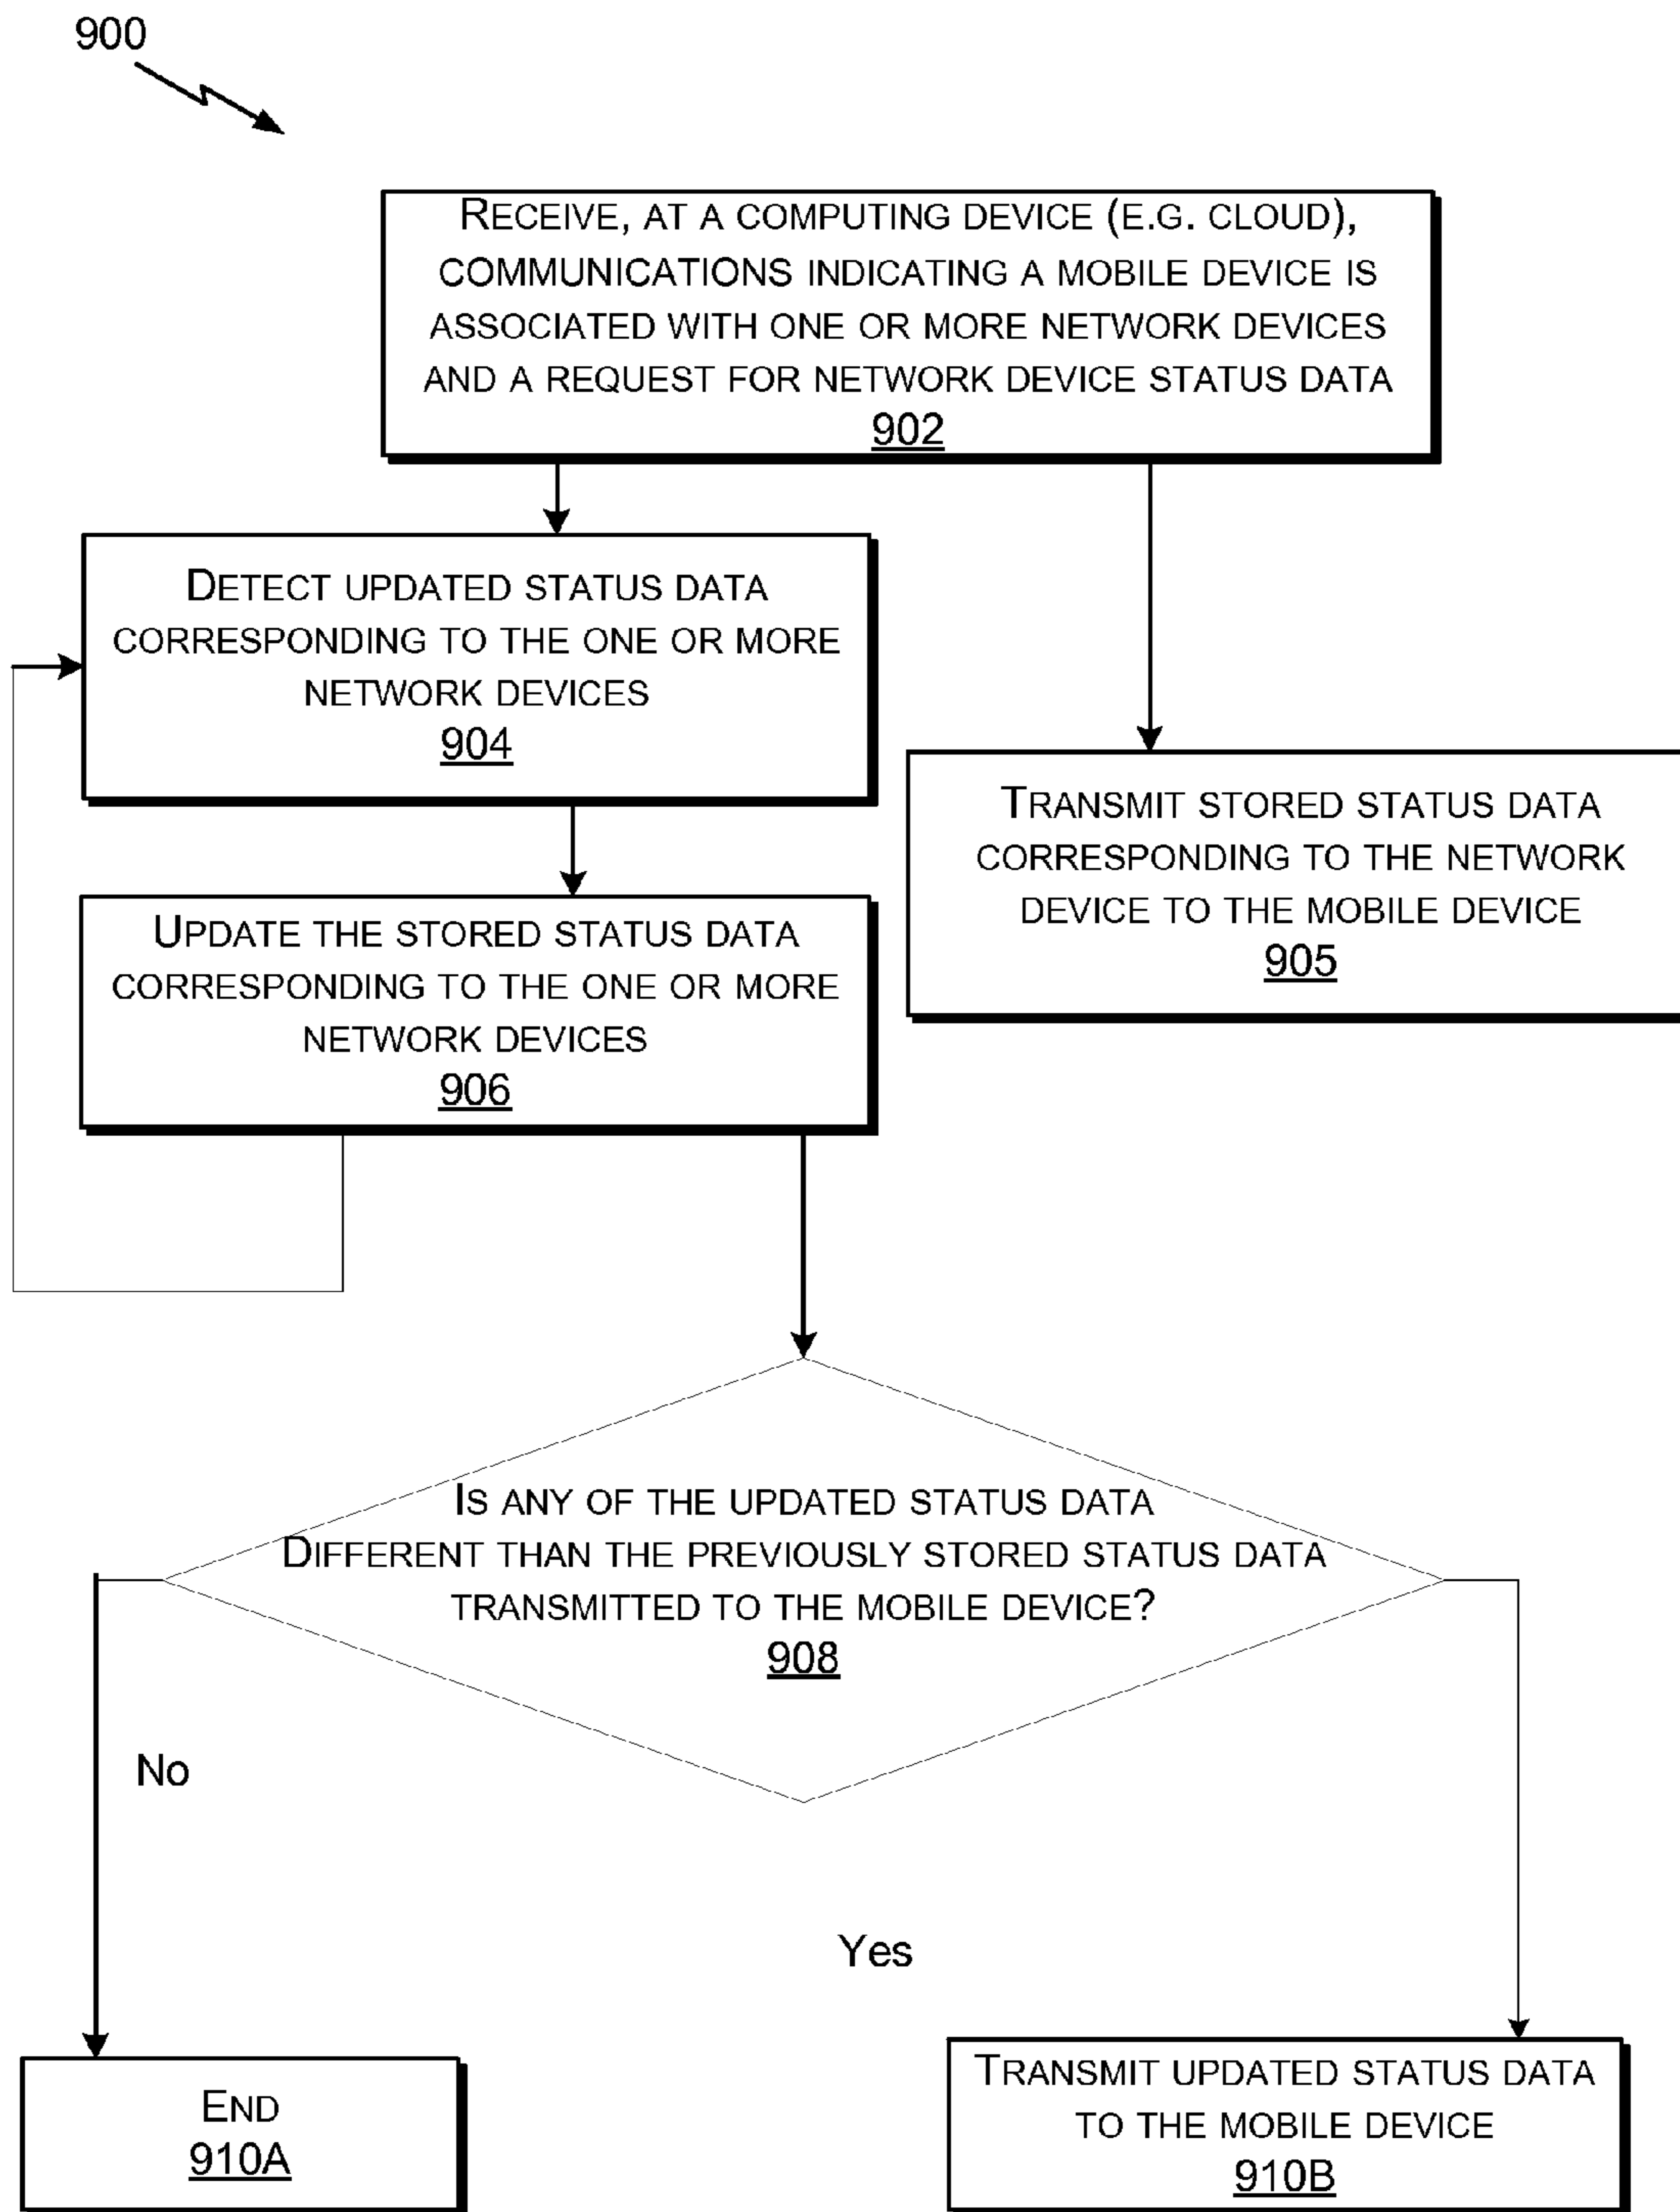 900
RECEIVE, AT A COMPUTING DEVICE (E.G. CLOUD),
COMMUNICATIONS INDICATING A MOBILE DEVICE IS
ASSOCIATED WITH ONE OR MORE NETWORK DEVICES
AND A REQUEST FOR NETWORK DEVICE STATUS DATA
902
DETECT UPDATED STATUS DATA
CORRESPONDING TO THE ONE OR MORE
NETWORK DEVICES
904
TRANSMIT STORED STATUS DATA
CORRESPONDING TO THE NETWORK
DEVICE TO THE MOBILE DEVICE
905
UPDATE THE STORED STATUS DATA
CORRESPONDING TO THE ONE OR MORE
NETWORK DEVICES
906
IS ANY OF THE UPDATED STATUS DATA
DIFFERENT THAN THE PREVIOUSLY STORED STATUS DATA
TRANSMITTED TO THE MOBILE DEVICE?
908
No
Yes
END
910A
TRANSMIT UPDATED STATUS DATA
TO THE MOBILE DEVICE
910B